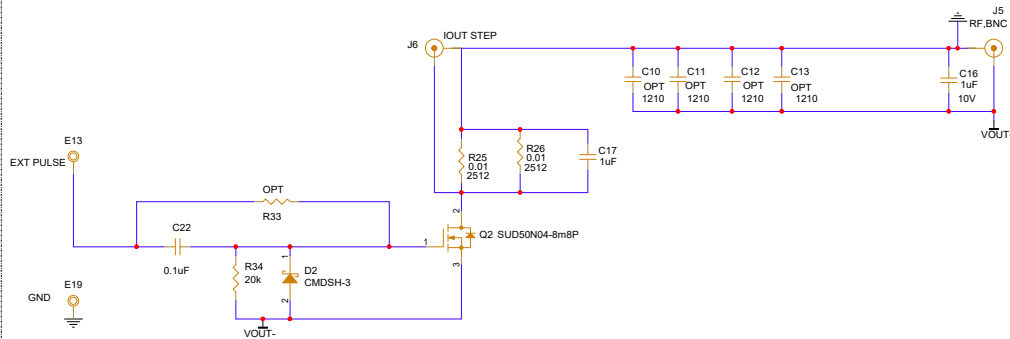 J5
RF,BNC
J6
IOUT STEP
C10
OPT
1210
C11
OPT
1210
C12
OPT
1210
C13
OPT
1210
C16
1uF
10V
VOUT-
E13
EXT PULSE
R25
0.01
2512
R26
0.01
2512
C17
1uF
OPT
R33
C22
0.1uF
2
1
3
Q2 SUD50N04-8m8P
R34
20k
1
D2
CMDSH-3
2
E19
GND
VOUT-